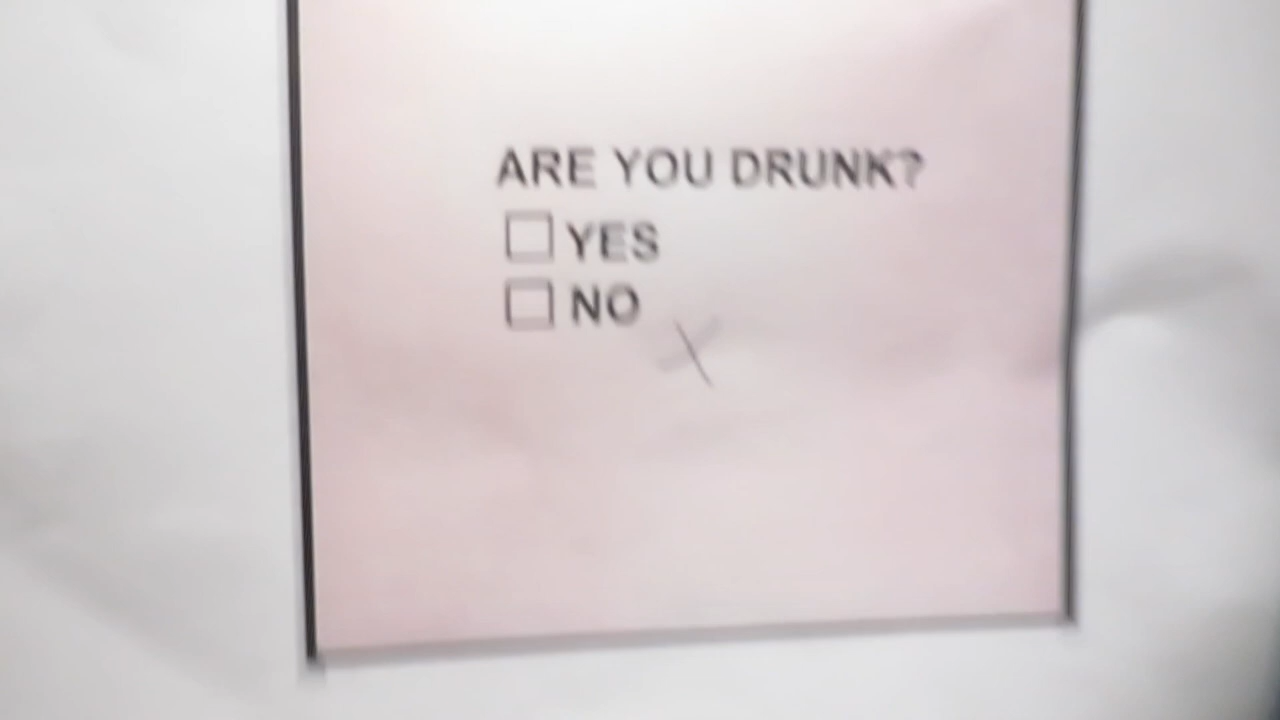 ARE YOU DRUNK?
☐ YES
☐ NO